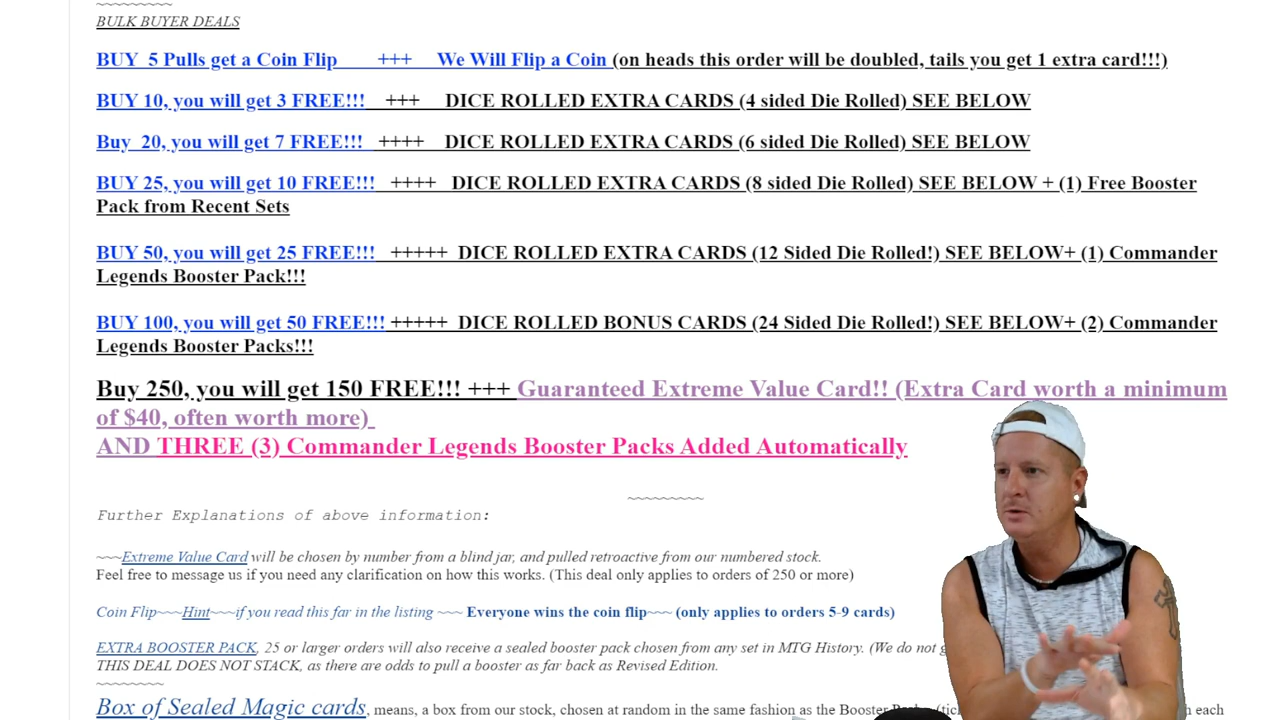 ~~~~~~~~~
BULK BUYER DEALS
BUY 5 Pulls get a Coin Flip +++ We Will Flip a Coin (on heads this order will be doubled, tails you get 1 extra card!!!)
BUY 10, you will get 3 FREE!!! +++ DICE ROLLED EXTRA CARDS (4 sided Die Rolled) SEE BELOW
Buy 20, you will get 7 FREE!!! ++++ DICE ROLLED EXTRA CARDS (6 sided Die Rolled) SEE BELOW
BUY 25, you will get 10 FREE!!! ++++ DICE ROLLED EXTRA CARDS (8 sided Die Rolled) SEE BELOW + (1) Free Booster
Pack from Recent Sets
BUY 50, you will get 25 FREE!!! +++++ DICE ROLLED EXTRA CARDS (12 Sided Die Rolled!) SEE BELOW+ (1) Commander
Legends Booster Pack!!!
BUY 100, you will get 50 FREE!!! +++++ DICE ROLLED BONUS CARDS (24 Sided Die Rolled!) SEE BELOW+ (2) Commander
Legends Booster Packs!!!
Buy 250, you will get 150 FREE!!! +++ Guaranteed Extreme Value Card!! (Extra Card worth a minimum
of $40, often worth more)
AND THREE (3) Commander Legends Booster Packs Added Automatically
~~~~~~~~~
Further Explanations of above information:
~~~Extreme Value Card will be chosen by number from a blind jar, and pulled retroactive from our numbered stock.
Feel free to message us if you need any clarification on how this works. (This deal only applies to orders of 250 or more)
Coin Flip~~~Hint~~~if you read this far in the listing ~~~ Everyone wins the coin flip~~~ (only applies to orders 5-9 cards)
EXTRA BOOSTER PACK, 25 or larger orders will also receive a sealed booster pack chosen from any set in MTG History. (We do not
THIS DEAL DOES NOT STACK, as there are odds to pull a booster as far back as Revised Edition.
~~~~~~~~
Box of Sealed Magic cards, means, a box from our stock, chosen at random in the same fashion as the Booster each